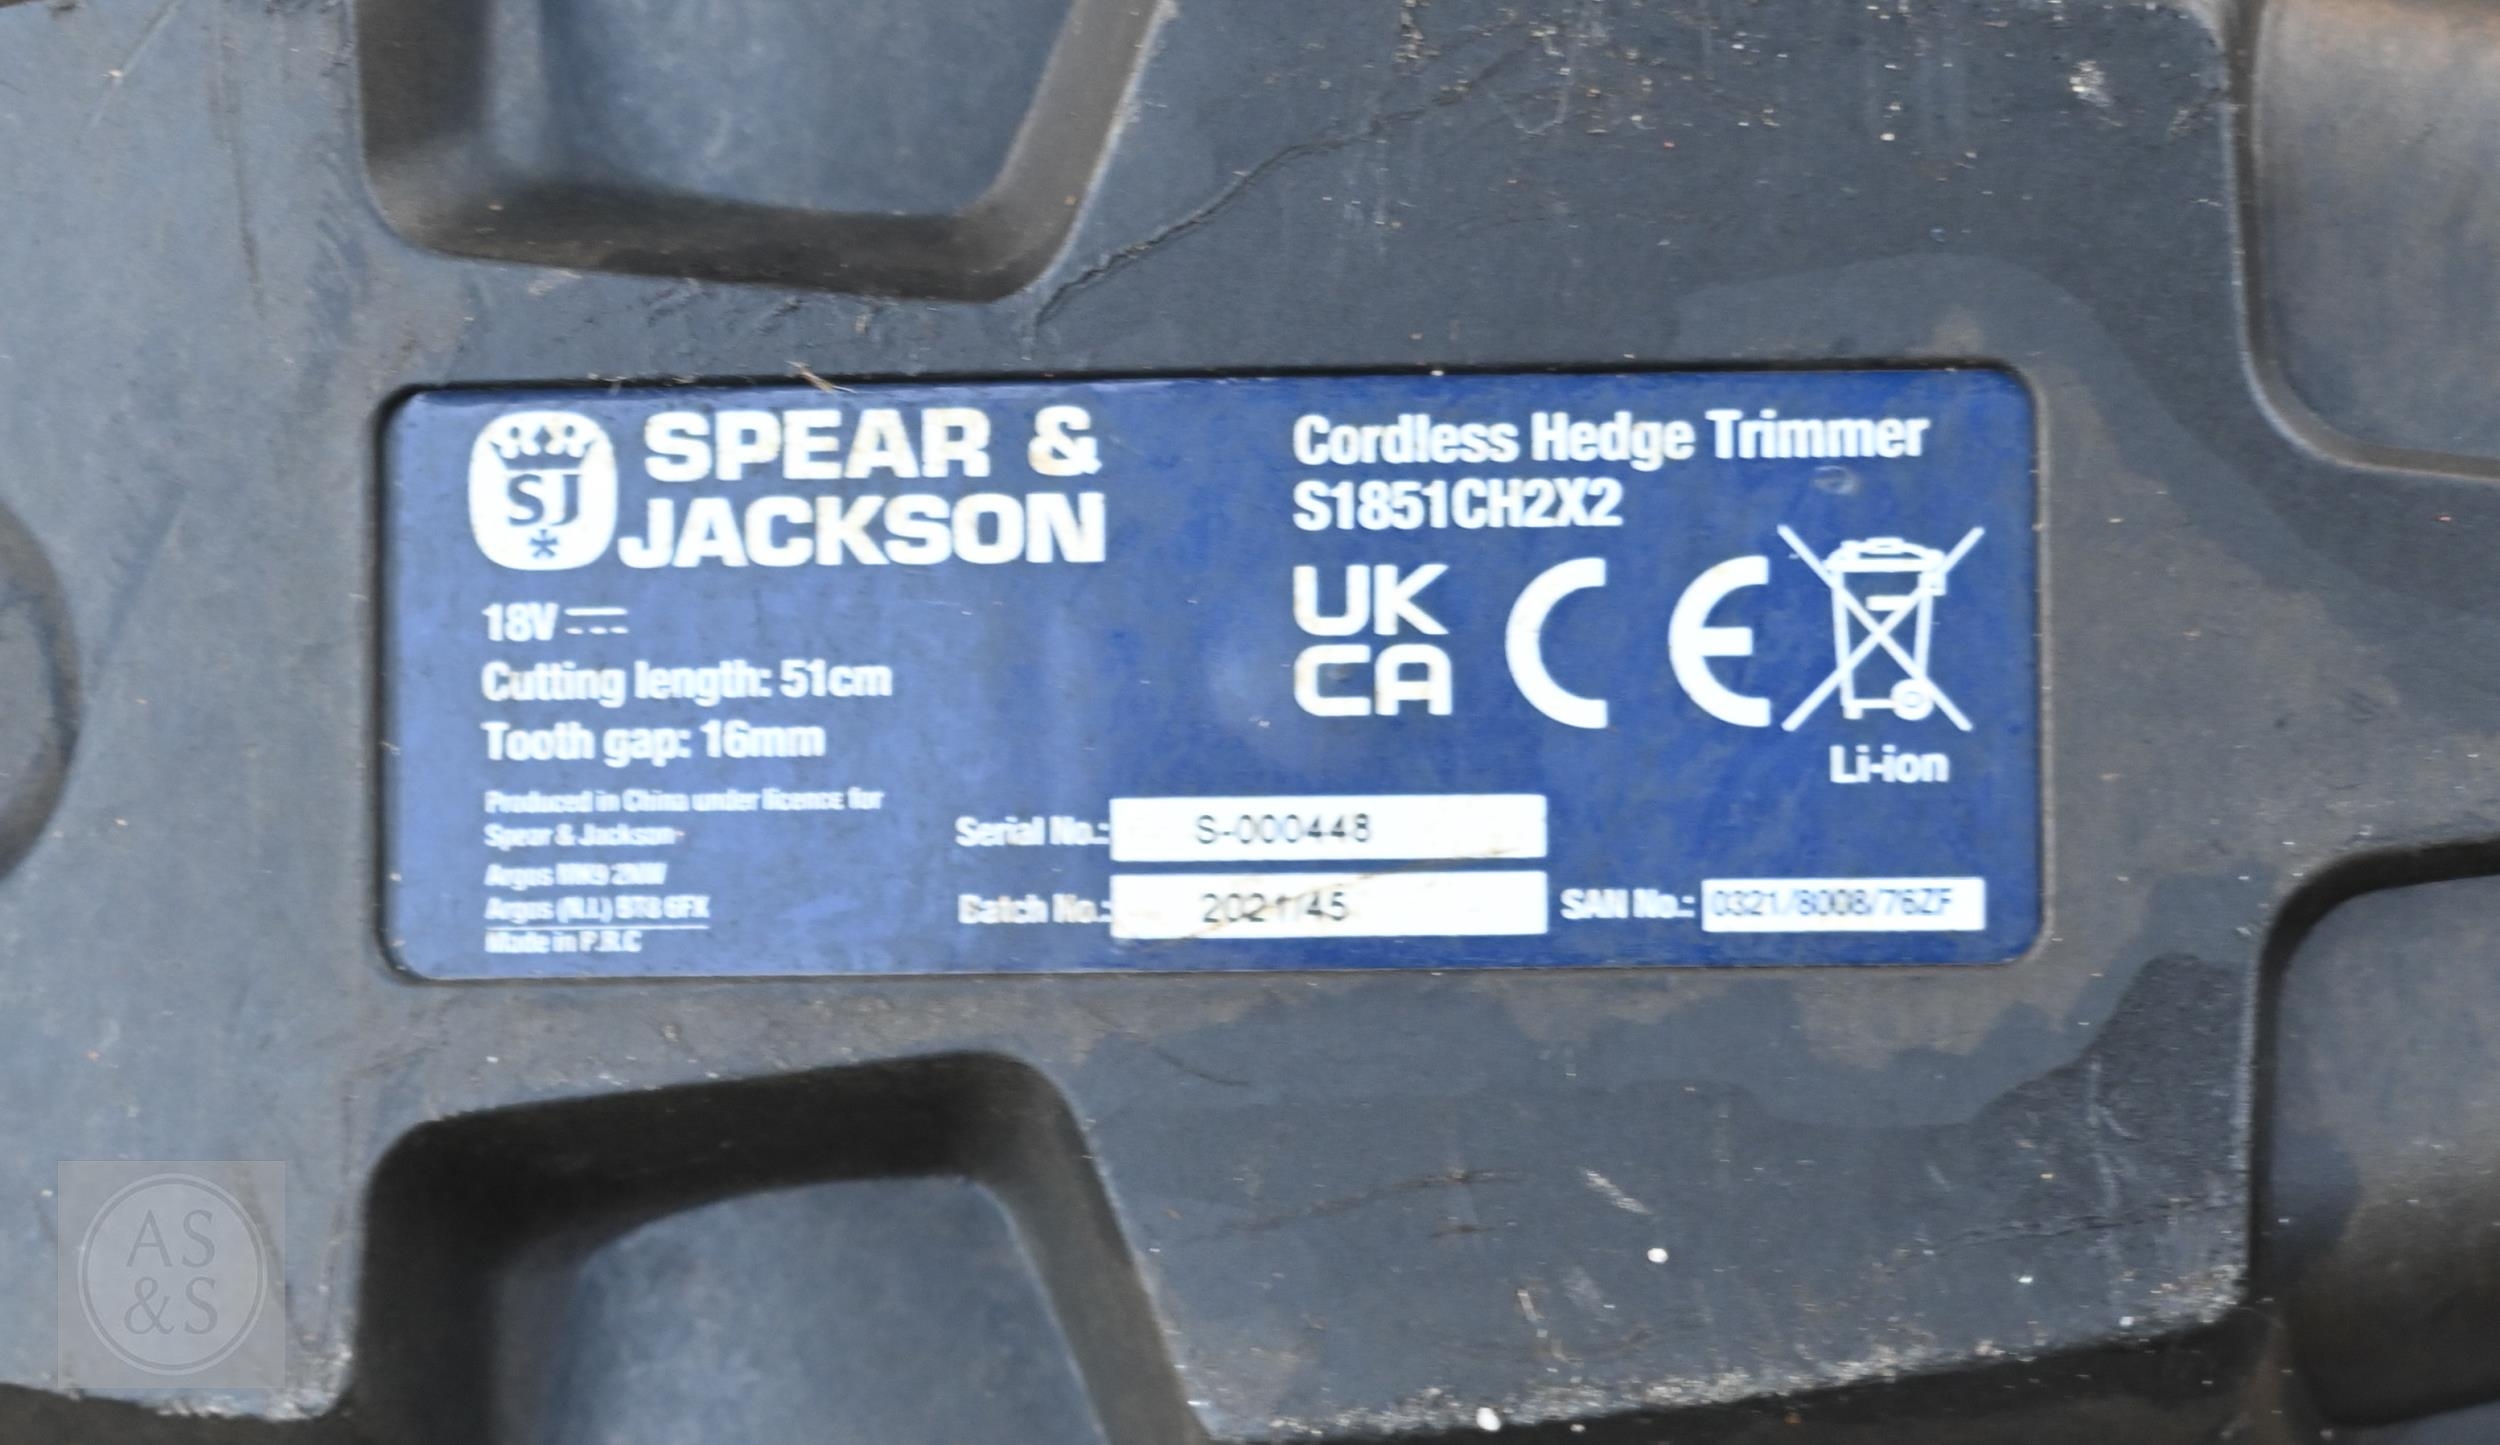 SJ
SPEAR &
JACKSON
18V
Cutting length: 51cm
Tooth gap: 16mm
Produced in China under licence for
Spear & Jackson
Argos MK9 2NW
Argos (N.I.) BT8 6FX
Made in P.R.C
Cordless Hedge Trimmer
S1851CH2X2
UK
CA
CE
Li-ion
Serial No.: S-000448
Batch No.: 2021/45
SAN No.: 0321/8008/76ZF
AS
&S